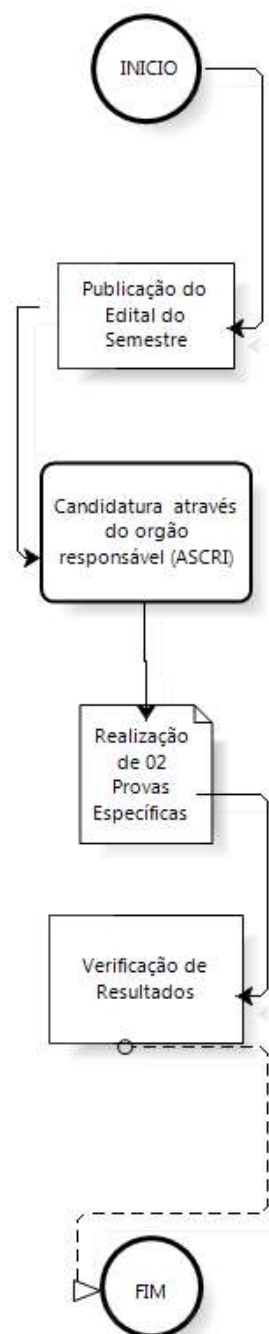 INICIO
Publicação do
Edital do
Semestre
Candidatura através
do orgão
responsável (ASCRI)
Realização
de 02
Provas
Específicas
Verificação de
Resultados
FIM